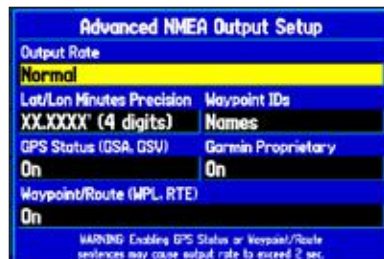 Advanced NMEA Output Setup
Output Rate
Normal
Lat/Lon Minutes Precision Waypoint IDs
XX.XXXX' (4 digits) Names
GPS Status (GSA, GSV) Garmin Proprietary
On On
Waypoint/Route (WPL, RTE)
On
WARNING: Enabling GPS Status or Waypoint/Route
sentences may cause output rate to exceed 2 sec.